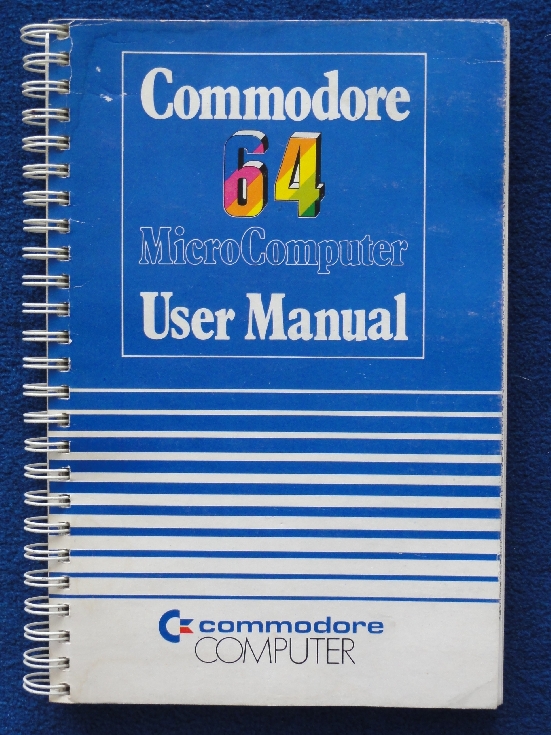 Commodore
64
MicroComputer
User Manual
commodore
COMPUTER